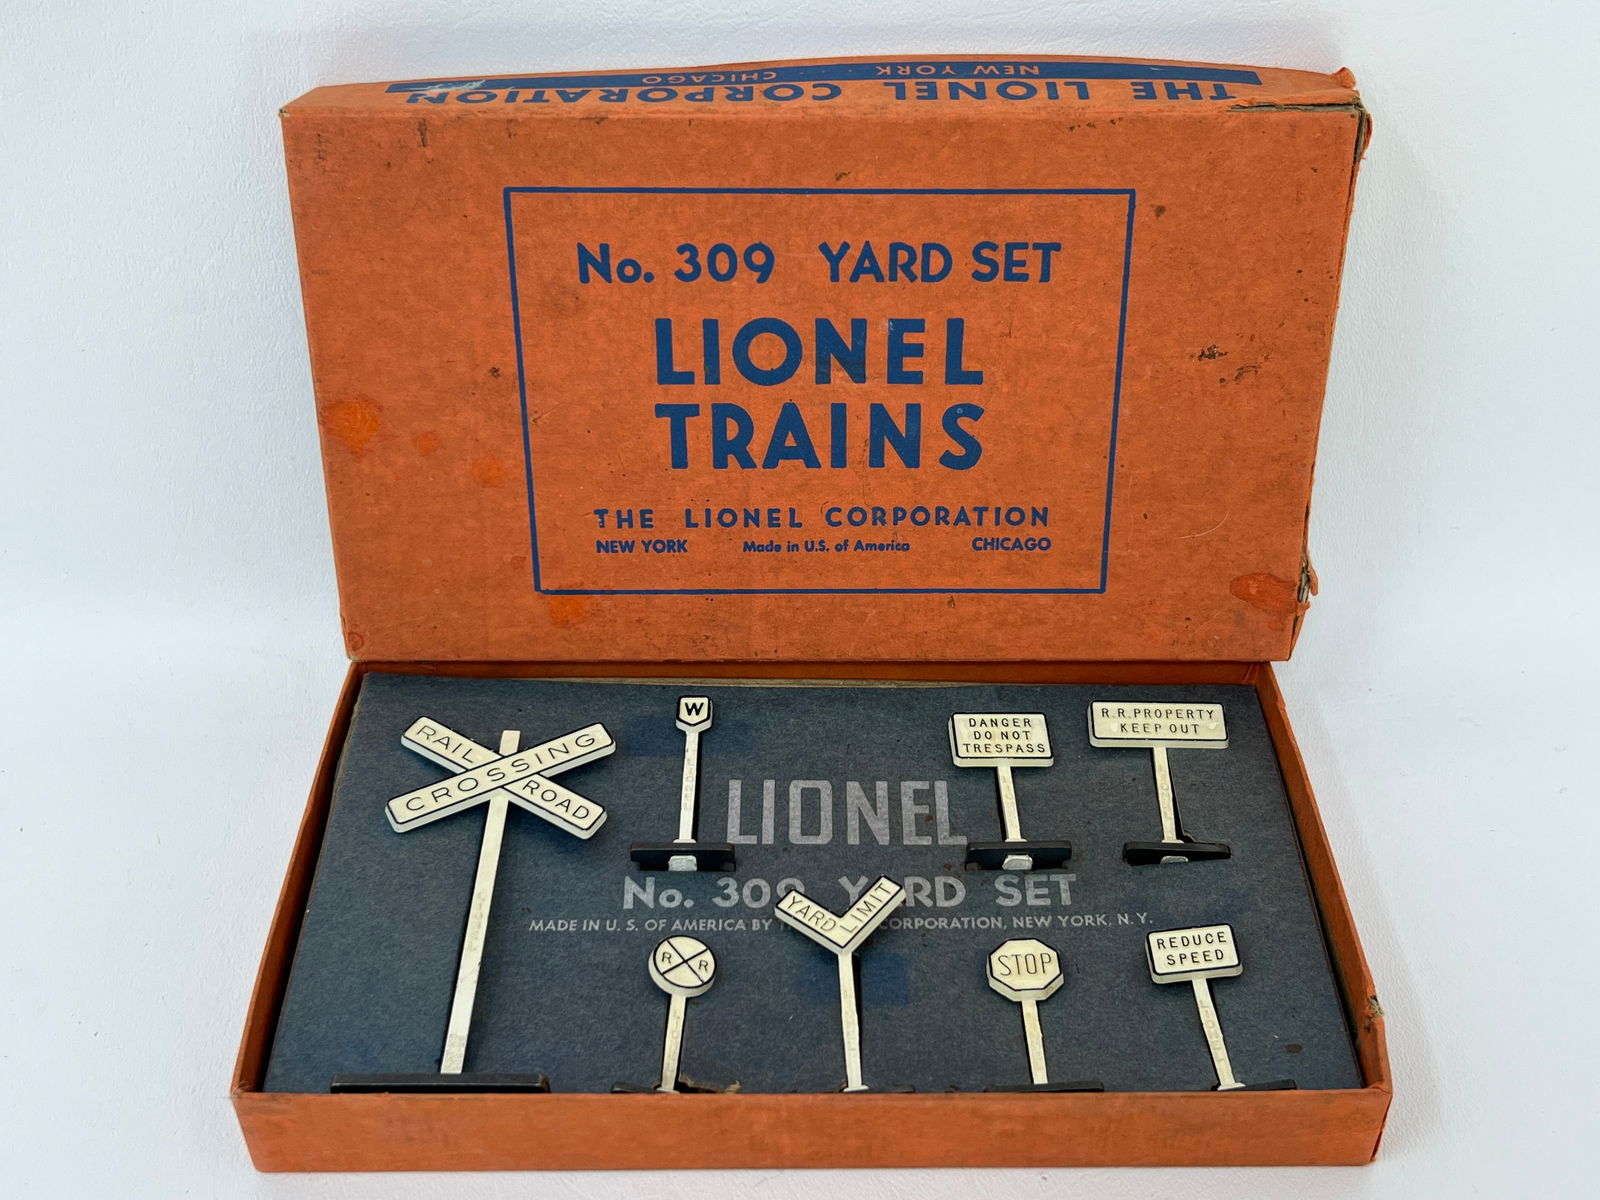 THE LIONEL CORPORATION
NEW YORK CHICAGO
No. 309 YARD SET
LIONEL
TRAINS
THE LIONEL CORPORATION
NEW YORK Made in U.S. of America CHICAGO
RAIL ROAD
CROSSING
W
DANGER
DO NOT
TRESPASS
R.R. PROPERTY
KEEP OUT
LIONEL
No. 309 YARD SET
MADE IN U. S. OF AMERICA BY CORPORATION, NEW YORK, N. Y.
YARD LIMIT
R R
STOP
REDUCE
SPEED